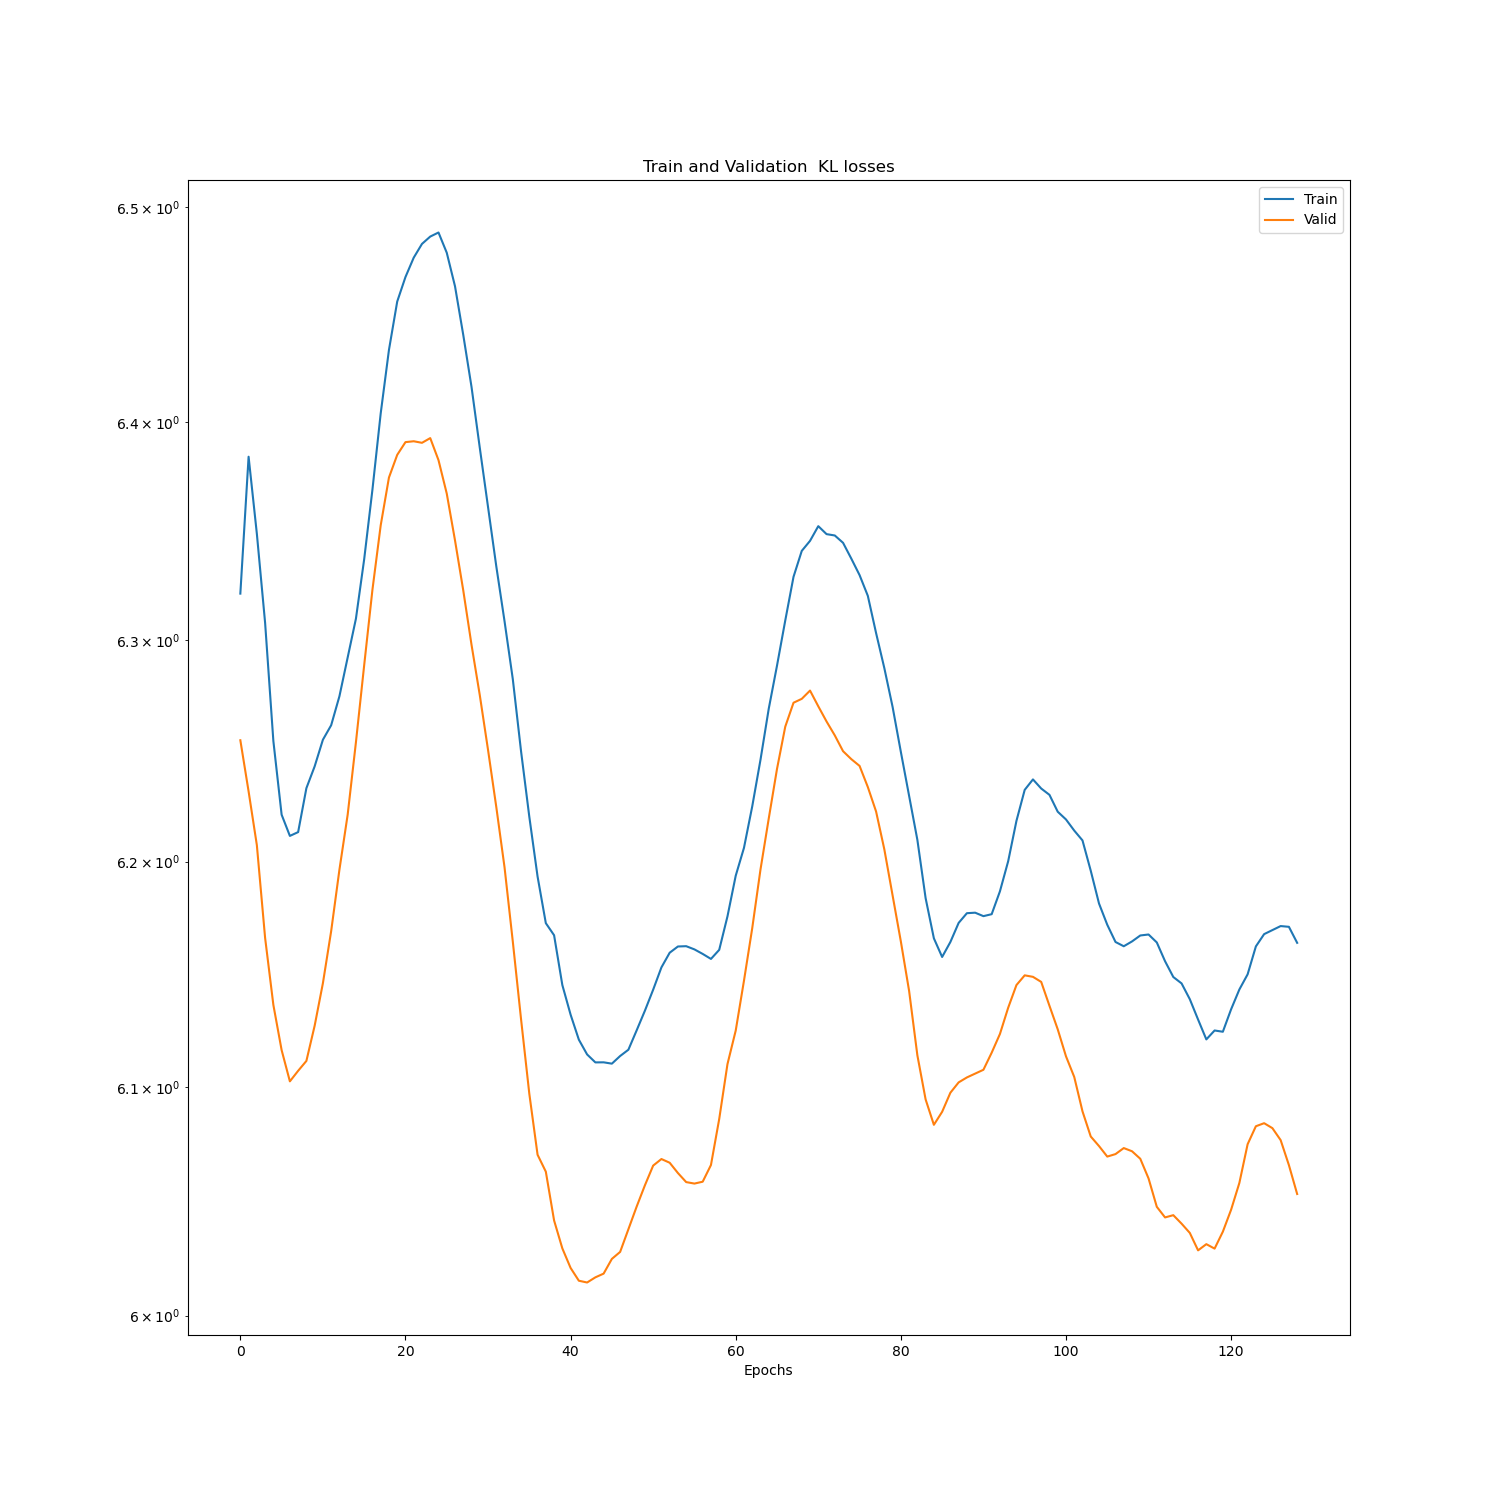 Train and Validation  KL losses
Train
Valid
6.5 × 10⁰
6.4 × 10⁰
6.3 × 10⁰
6.2 × 10⁰
6.1 × 10⁰
6 × 10⁰
0 20 40 60 80 100 120
Epochs